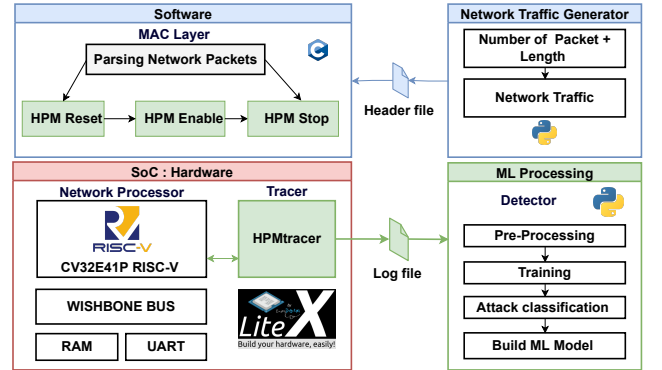 Software
MAC Layer
Parsing Network Packets
C
HPM Reset
HPM Enable
HPM Stop
Header file
Network Traffic Generator
Number of Packet +
Length
Network Traffic
SoC : Hardware
Network Processor
RISC-V
CV32E41P RISC-V
WISHBONE BUS
RAM
UART
Tracer
HPMtracer
LiteX
Build your hardware, easily!
Log file
ML Processing
Detector
Pre-Processing
Training
Attack classification
Build ML Model